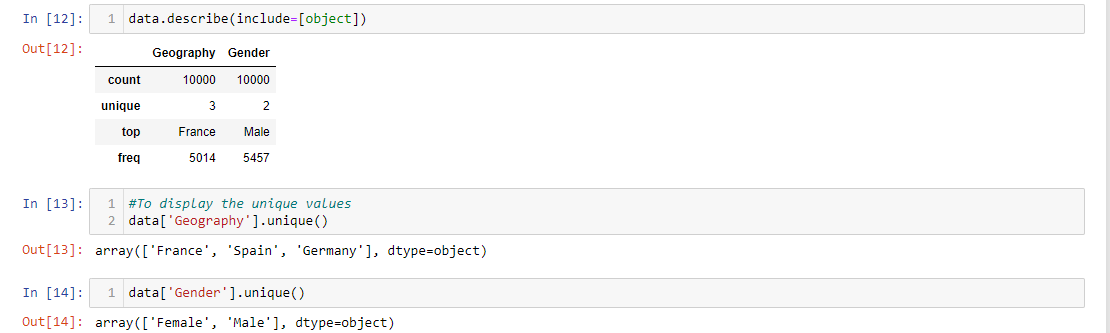 In [12]: 1 data.describe(include=[object])
Out[12]:
Geography Gender
count 10000 10000
unique 3 2
top France Male
freq 5014 5457
In [13]: 1 #To display the unique values
2 data['Geography'].unique()
Out[13]: array(['France', 'Spain', 'Germany'], dtype=object)
In [14]: 1 data['Gender'].unique()
Out[14]: array(['Female', 'Male'], dtype=object)